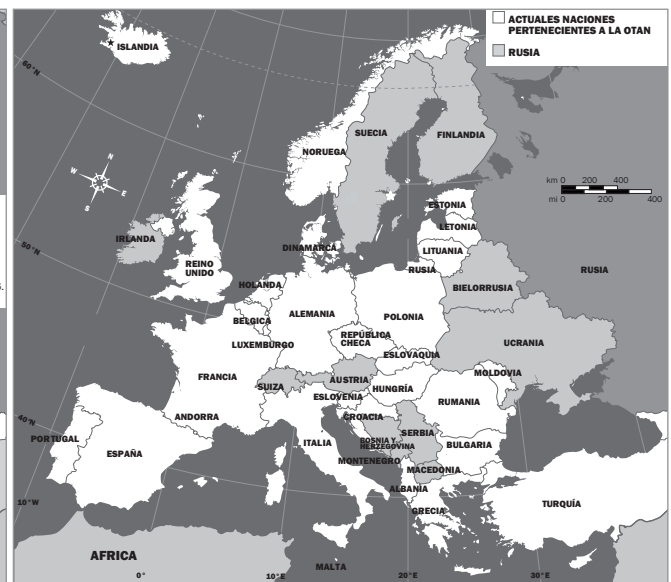 ACTUALES NACIONES
PERTENECIENTES A LA OTAN
RUSIA
ISLANDIA
60°N
SUECIA
FINLANDIA
NORUEGA
N
W
E
S
km 0 200 400
mi 0 200 400
ESTONIA
LETONIA
IRLANDA
50°N
DINAMARCA
LITUANIA
REINO
UNIDO
RUSIA
RUSIA
HOLANDA
BIELORRUSIA
ALEMANIA
POLONIA
BELGICA
REPÚBLICA
CHECA
UCRANIA
LUXEMBURGO
ESLOVAQUIA
MOLDOVIA
FRANCIA
AUSTRIA
SUIZA
HUNGRÍA
ESLOVENIA
RUMANIA
40°N
ANDORRA
CROACIA
SERBIA
PORTUGAL
ITALIA
BOSNIA Y
HERZEGOVINA
BULGARIA
ESPAÑA
MONTENEGRO
MACEDONIA
ALBANIA
10°W
TURQUÍA
GRECIA
AFRICA
MALTA
0°
10°E
20°E
30°E